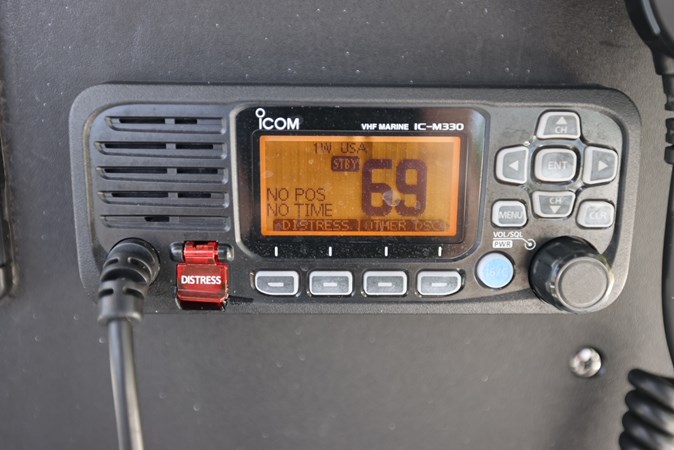 ICOM
VHF MARINE IC-M330
1W USA
STBY
69
NO POS
NO TIME
DISTRESS OTHER DSC
DISTRESS
CH
ENT
CH
MENU
CLR
VOL/SQL
PWR